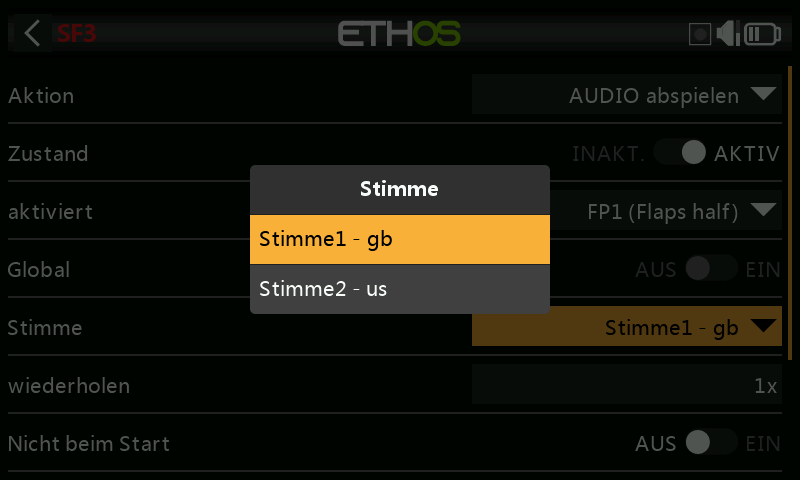 SF3
ETHOS
Aktion
AUDIO abspielen
Zustand
INAKT. AKTIV
Stimme
aktiviert
FP1 (Flaps half)
Stimme1 - gb
Global
AUS EIN
Stimme2 - us
Stimme
Stimme1 - gb
wiederholen
1x
Nicht beim Start
AUS EIN